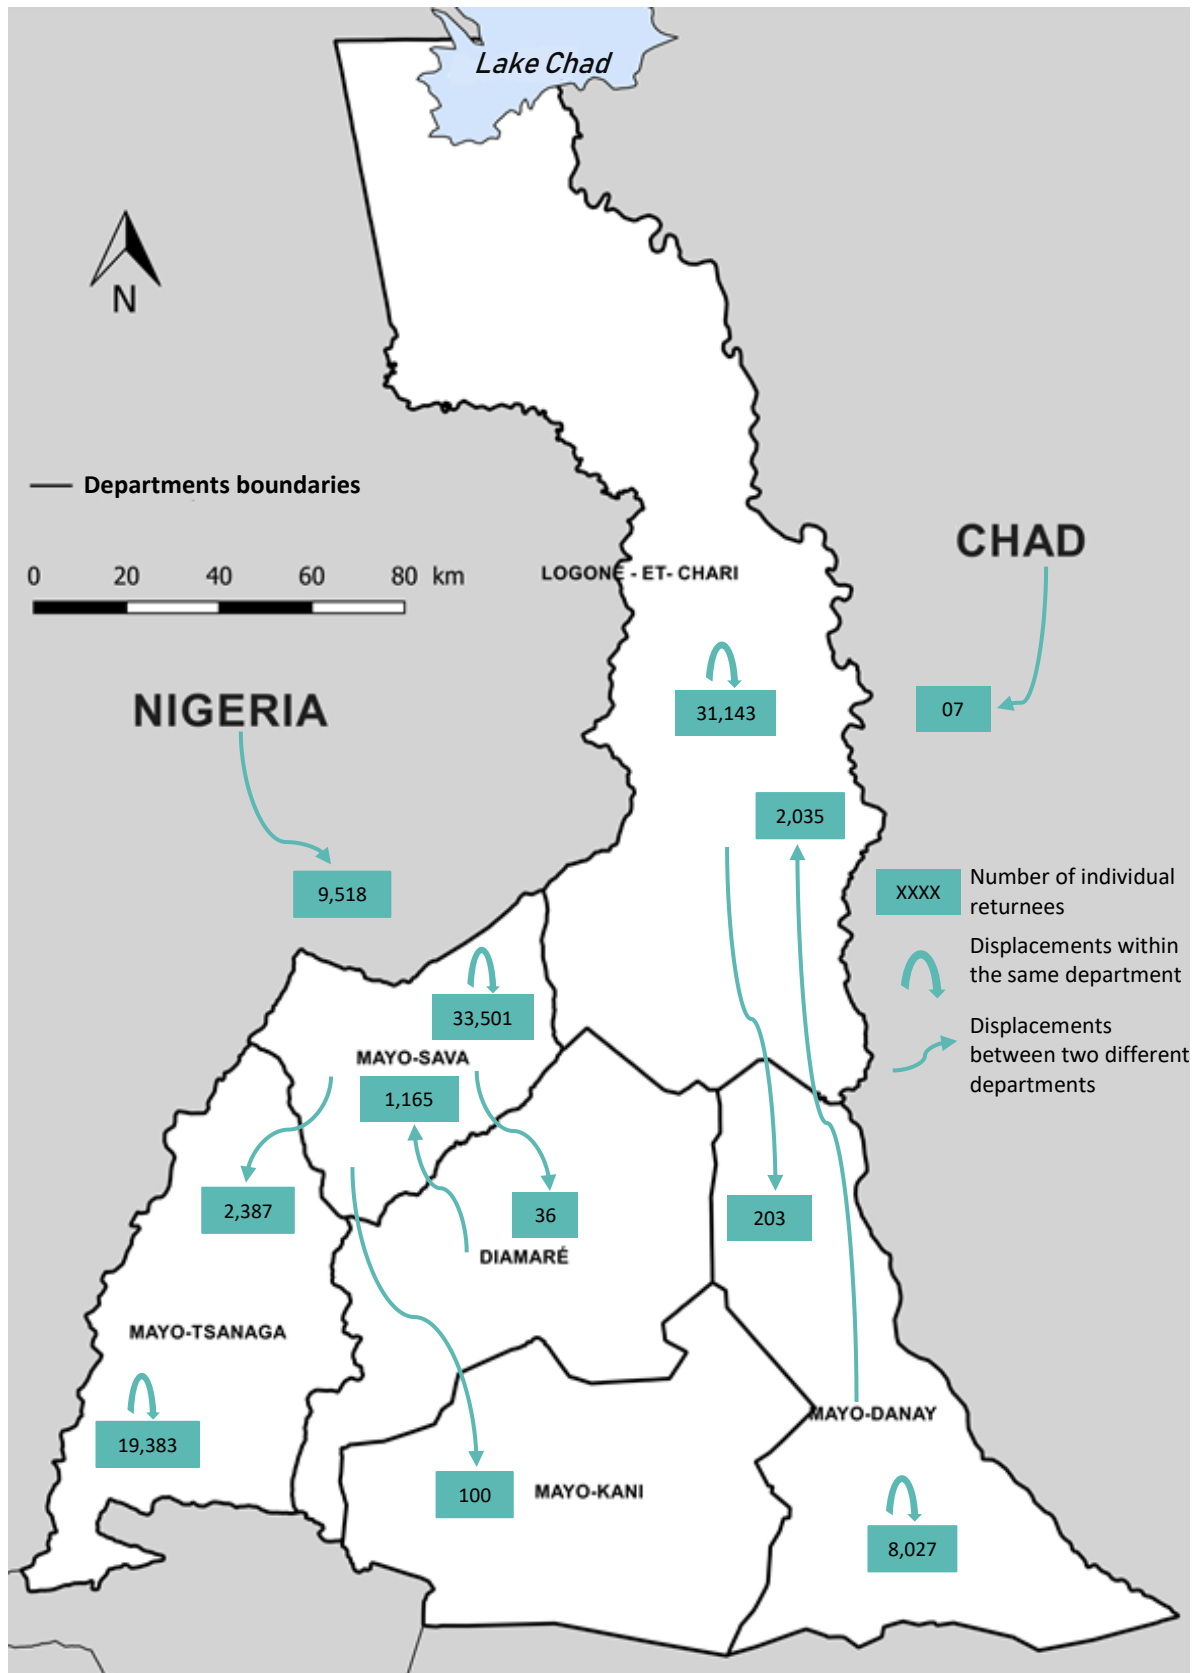 Lake Chad
N
Departments boundaries
0 20 40 60 80 km
CHAD
LOGONE - ET- CHARI
NIGERIA
31,143
07
2,035
9,518
XXXX
Number of individual
returnees
Displacements within
the same department
Displacements
between two different
departments
33,501
MAYO-SAVA
1,165
2,387
36
203
DIAMARÉ
MAYO-TSANAGA
19,383
MAYO-DANAY
100
MAYO-KANI
8,027